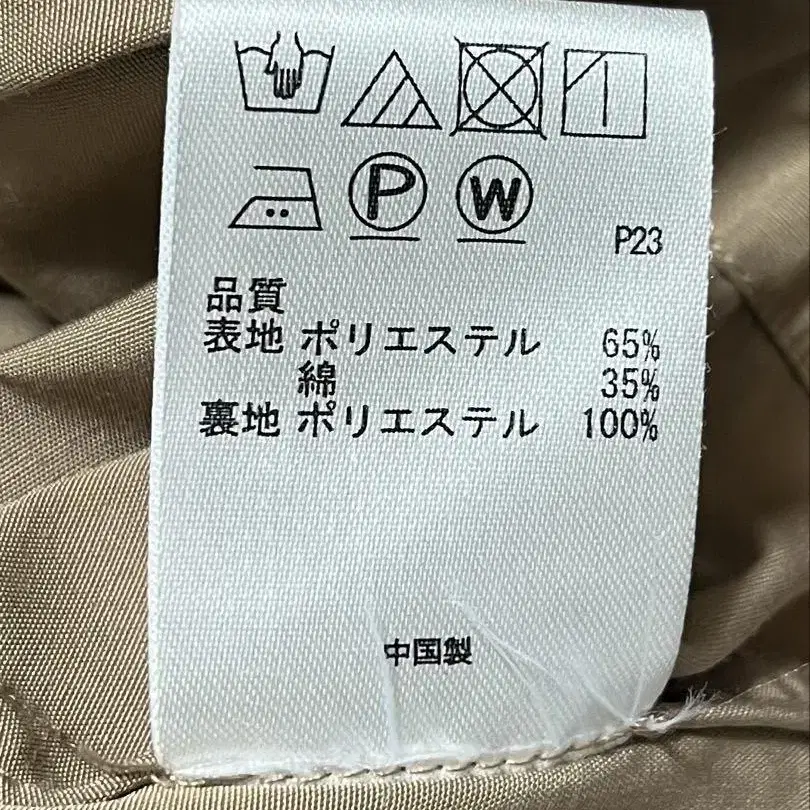 P W
P23
品質
表地 ポリエステル 65%
綿 35%
裏地 ポリエステル 100%
中国製